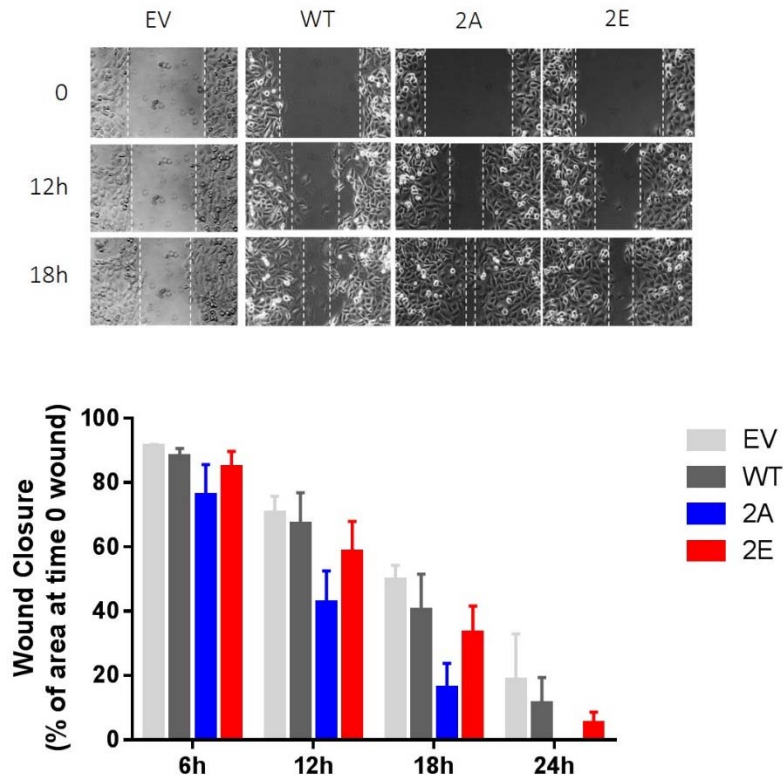 EV WT 2A 2E
0
12h
18h
Wound Closure
(% of area at time 0 wound)
100
80
60
40
20
0
6h 12h 18h 24h
EV
WT
2A
2E